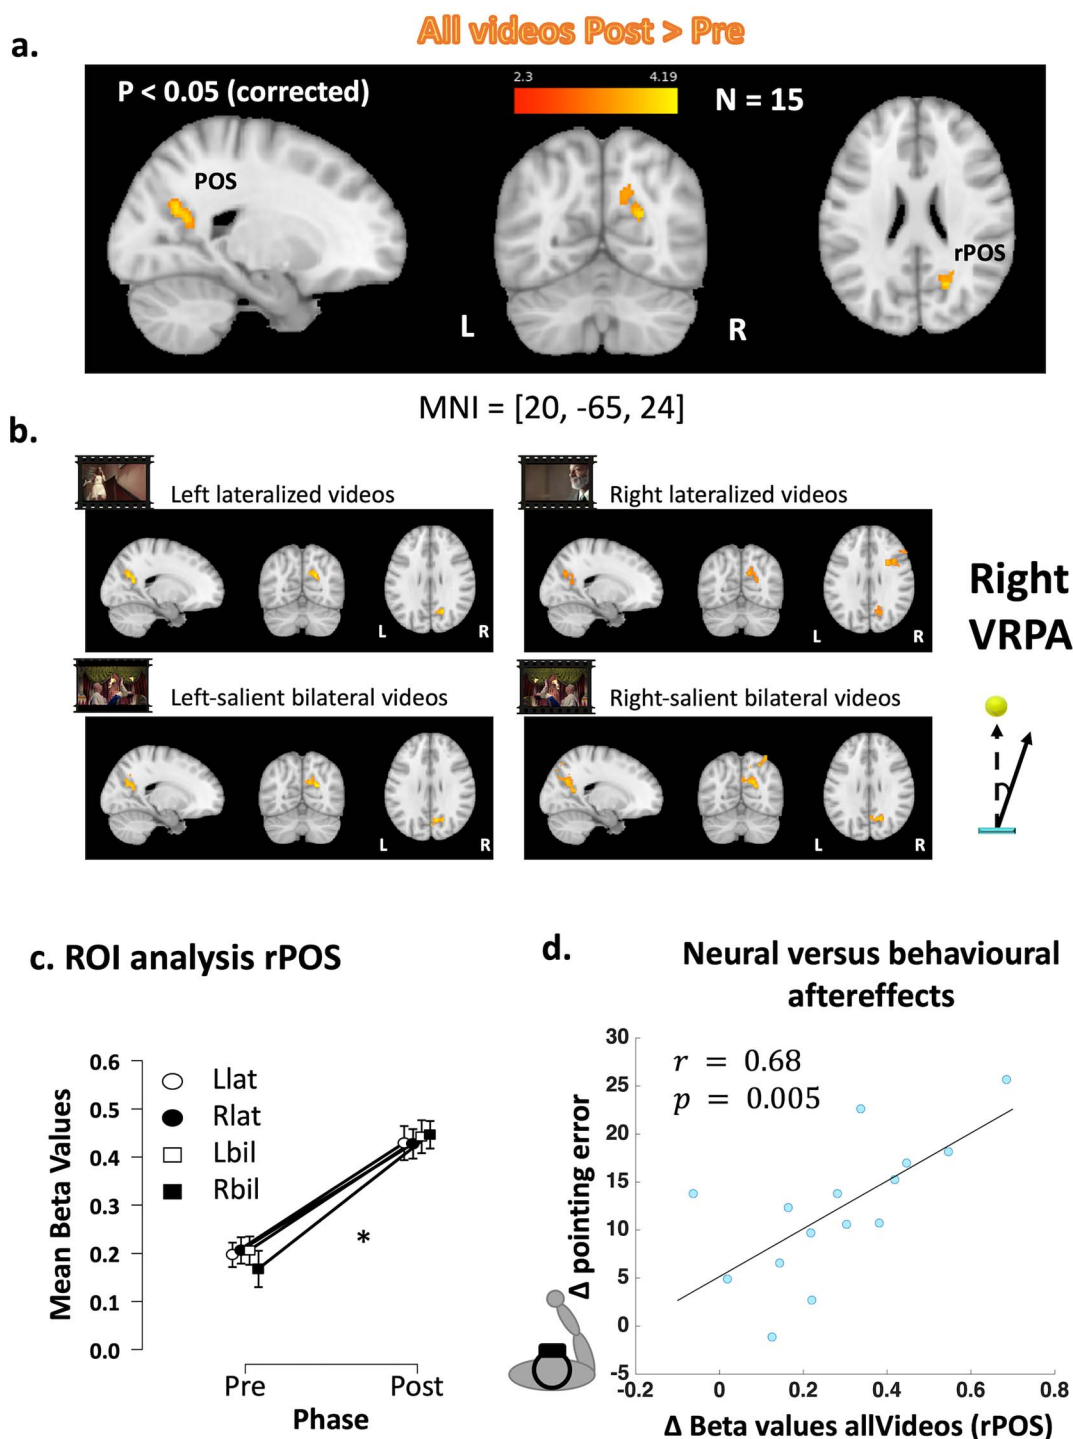 a.
All videos Post > Pre
P < 0.05 (corrected)
2.3 4.19
N = 15
POS
rPOS
L
R
MNI = [20, -65, 24]
b.
Left lateralized videos
Right lateralized videos
L R
L R
Right
VRPA
Left-salient bilateral videos
Right-salient bilateral videos
L R
L R
c. ROI analysis rPOS
0.6
0.5
0.4
0.3
0.2
0.1
0.0
Mean Beta Values
Llat
Rlat
Lbil
Rbil
*
Pre Post
Phase
d.
Neural versus behavioural
aftereffects
r = 0.68
p = 0.005
30
25
20
15
10
5
0
-5
Δ pointing error
-0.2 0 0.2 0.4 0.6 0.8
Δ Beta values allVideos (rPOS)